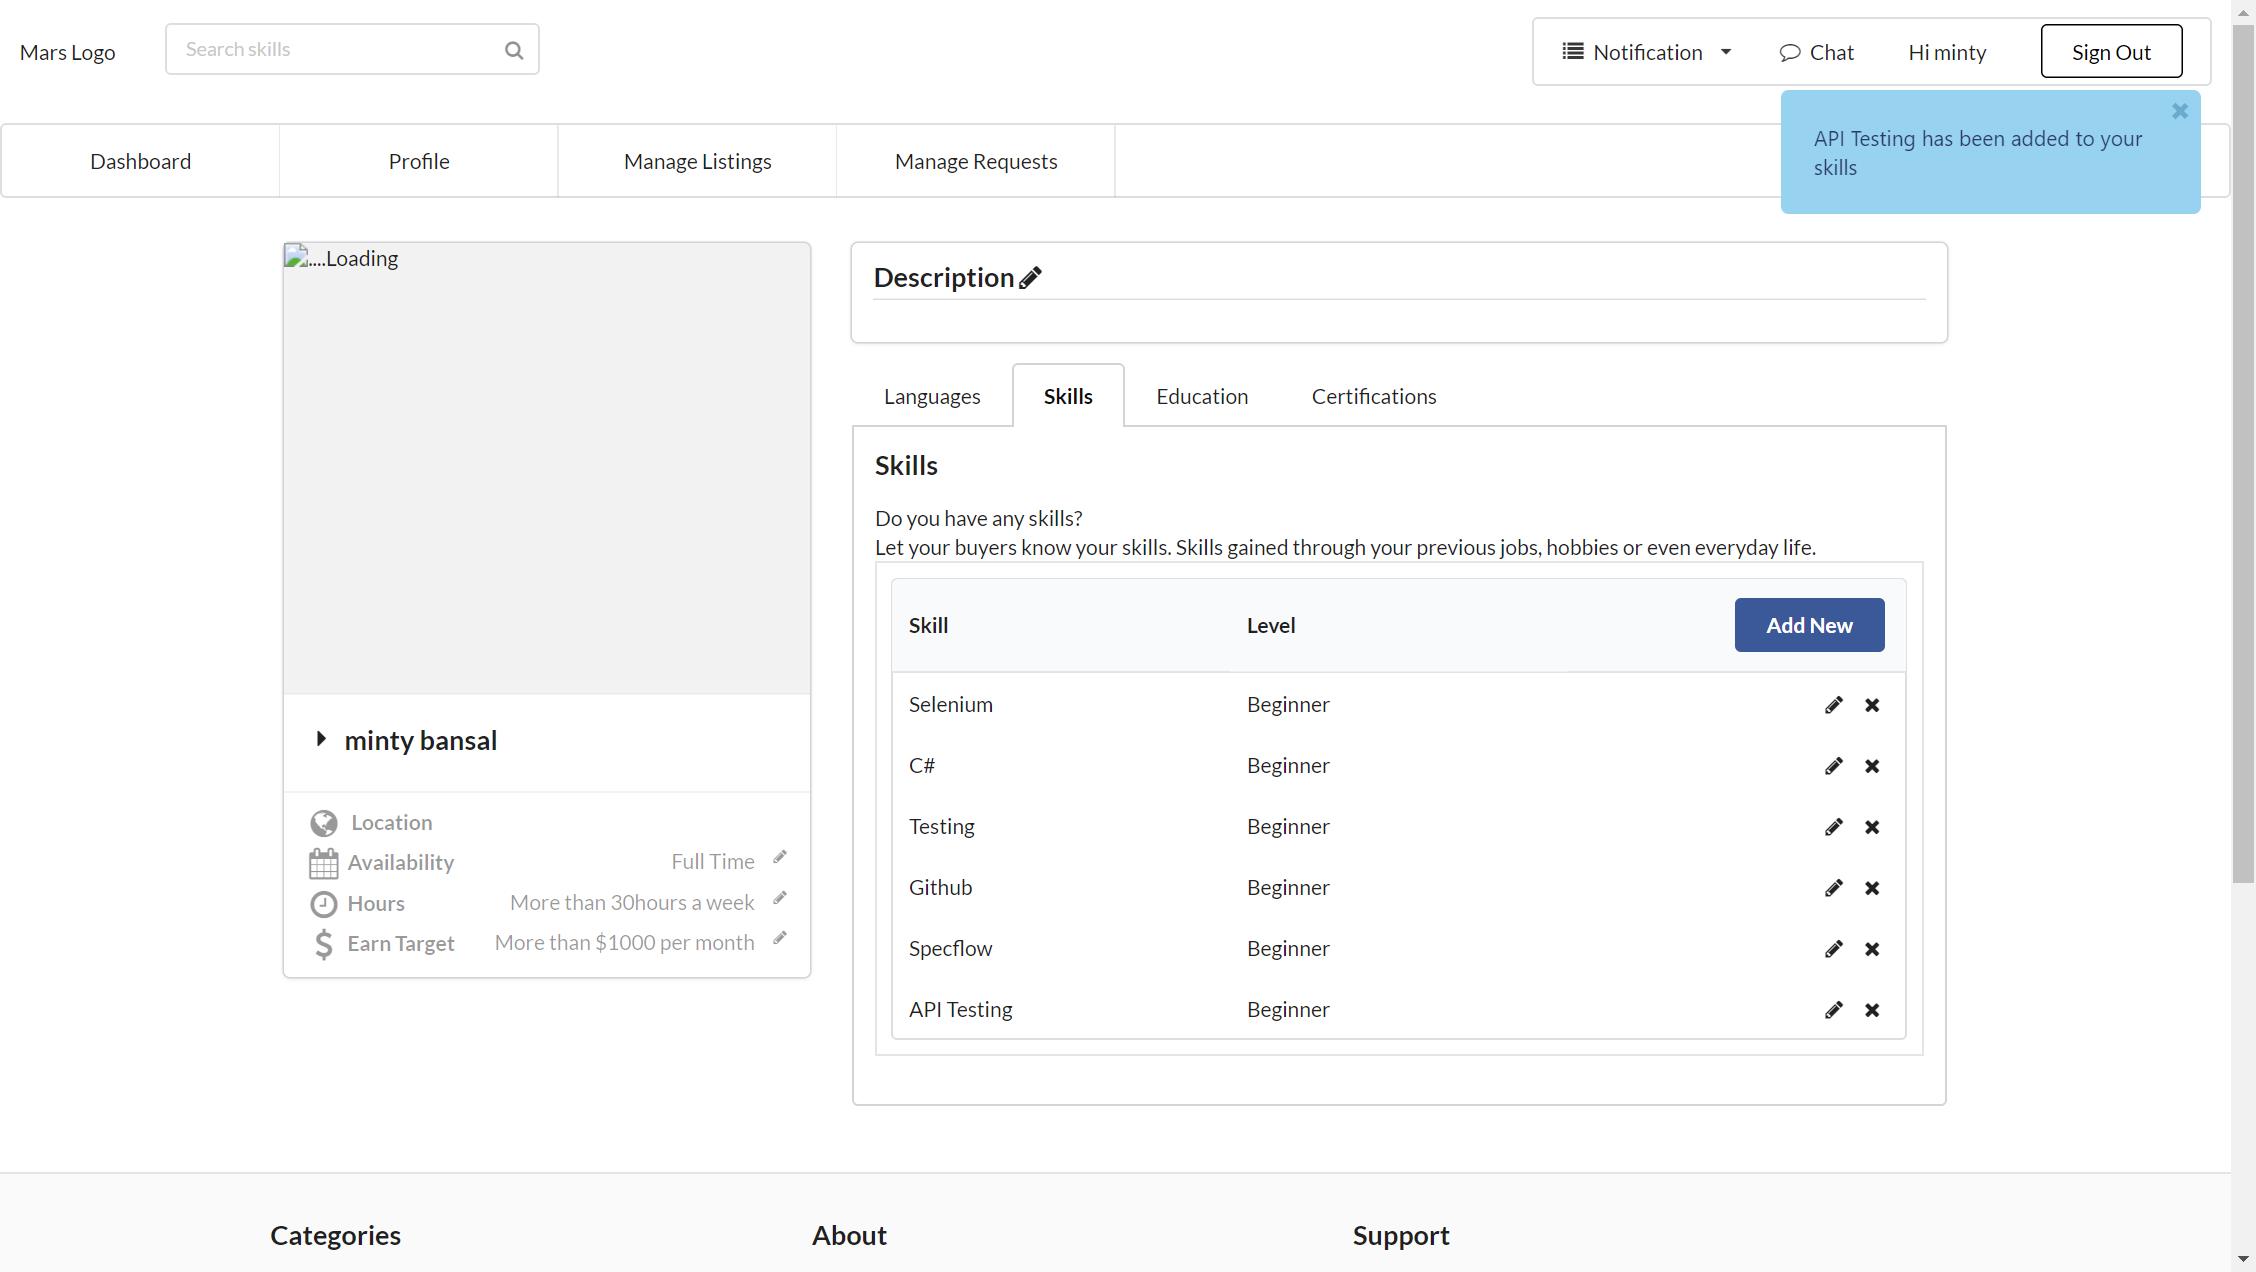 Mars Logo
Search skills
Notification
Chat
Hi minty
Sign Out
API Testing has been added to your
skills
Dashboard
Profile
Manage Listings
Manage Requests
....Loading
minty bansal
Location
Availability
Full Time
Hours
More than 30hours a week
Earn Target
More than $1000 per month
Description
Languages
Skills
Education
Certifications
Skills
Do you have any skills?
Let your buyers know your skills. Skills gained through your previous jobs, hobbies or even everyday life.
Skill Level Add New
Selenium Beginner
C# Beginner
Testing Beginner
Github Beginner
Specflow Beginner
API Testing Beginner
Categories
About
Support